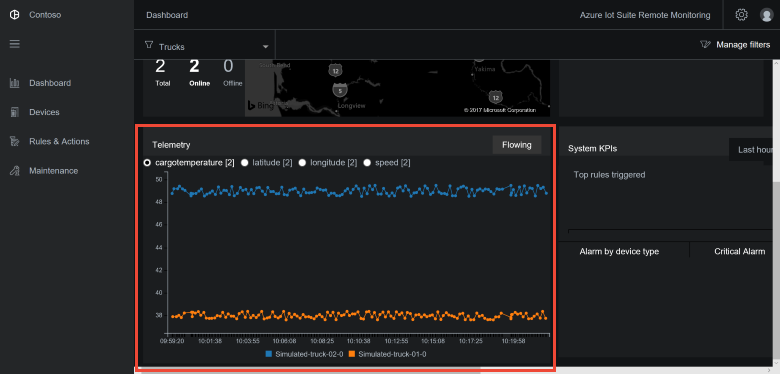 Contoso
Dashboard
Azure Iot Suite Remote Monitoring
Trucks
Manage filters
Dashboard
Devices
Rules & Actions
Maintenance
2
2
0
Total
Online
Offline
12
5
12
Yakima
Longview
bing
© 2017 Microsoft Corporation
Telemetry
Flowing
cargotemperature [2]
latitude [2]
longitude [2]
speed [2]
50
48
46
44
42
40
38
09:59:20
10:01:38
10:03:55
10:06:08
10:08:25
10:10:38
10:12:55
10:15:08
10:17:25
10:19:58
Simulated-truck-02-0
Simulated-truck-01-0
System KPIs
Last hour
Top rules triggered
Alarm by device type
Critical Alarm